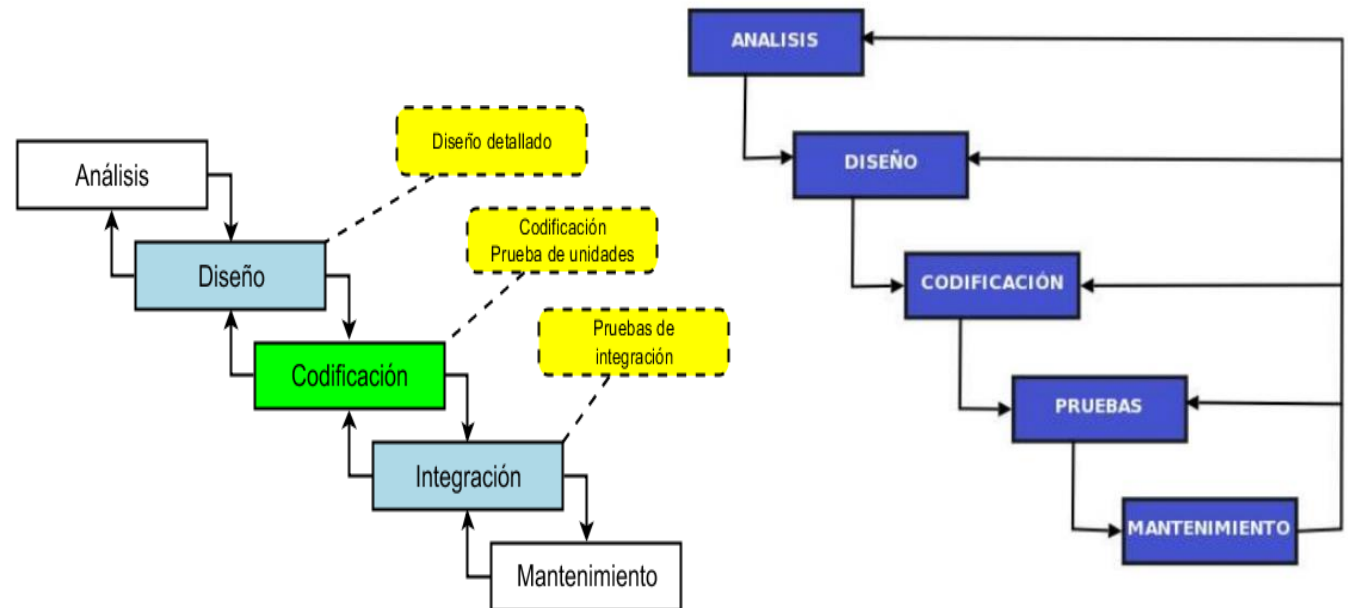 Análisis
Diseño detallado
Diseño
Codificación
Prueba de unidades
Codificación
Pruebas de
integración
Integración
Mantenimiento
ANALISIS
DISEÑO
CODIFICACIÓN
PRUEBAS
MANTENIMIENTO